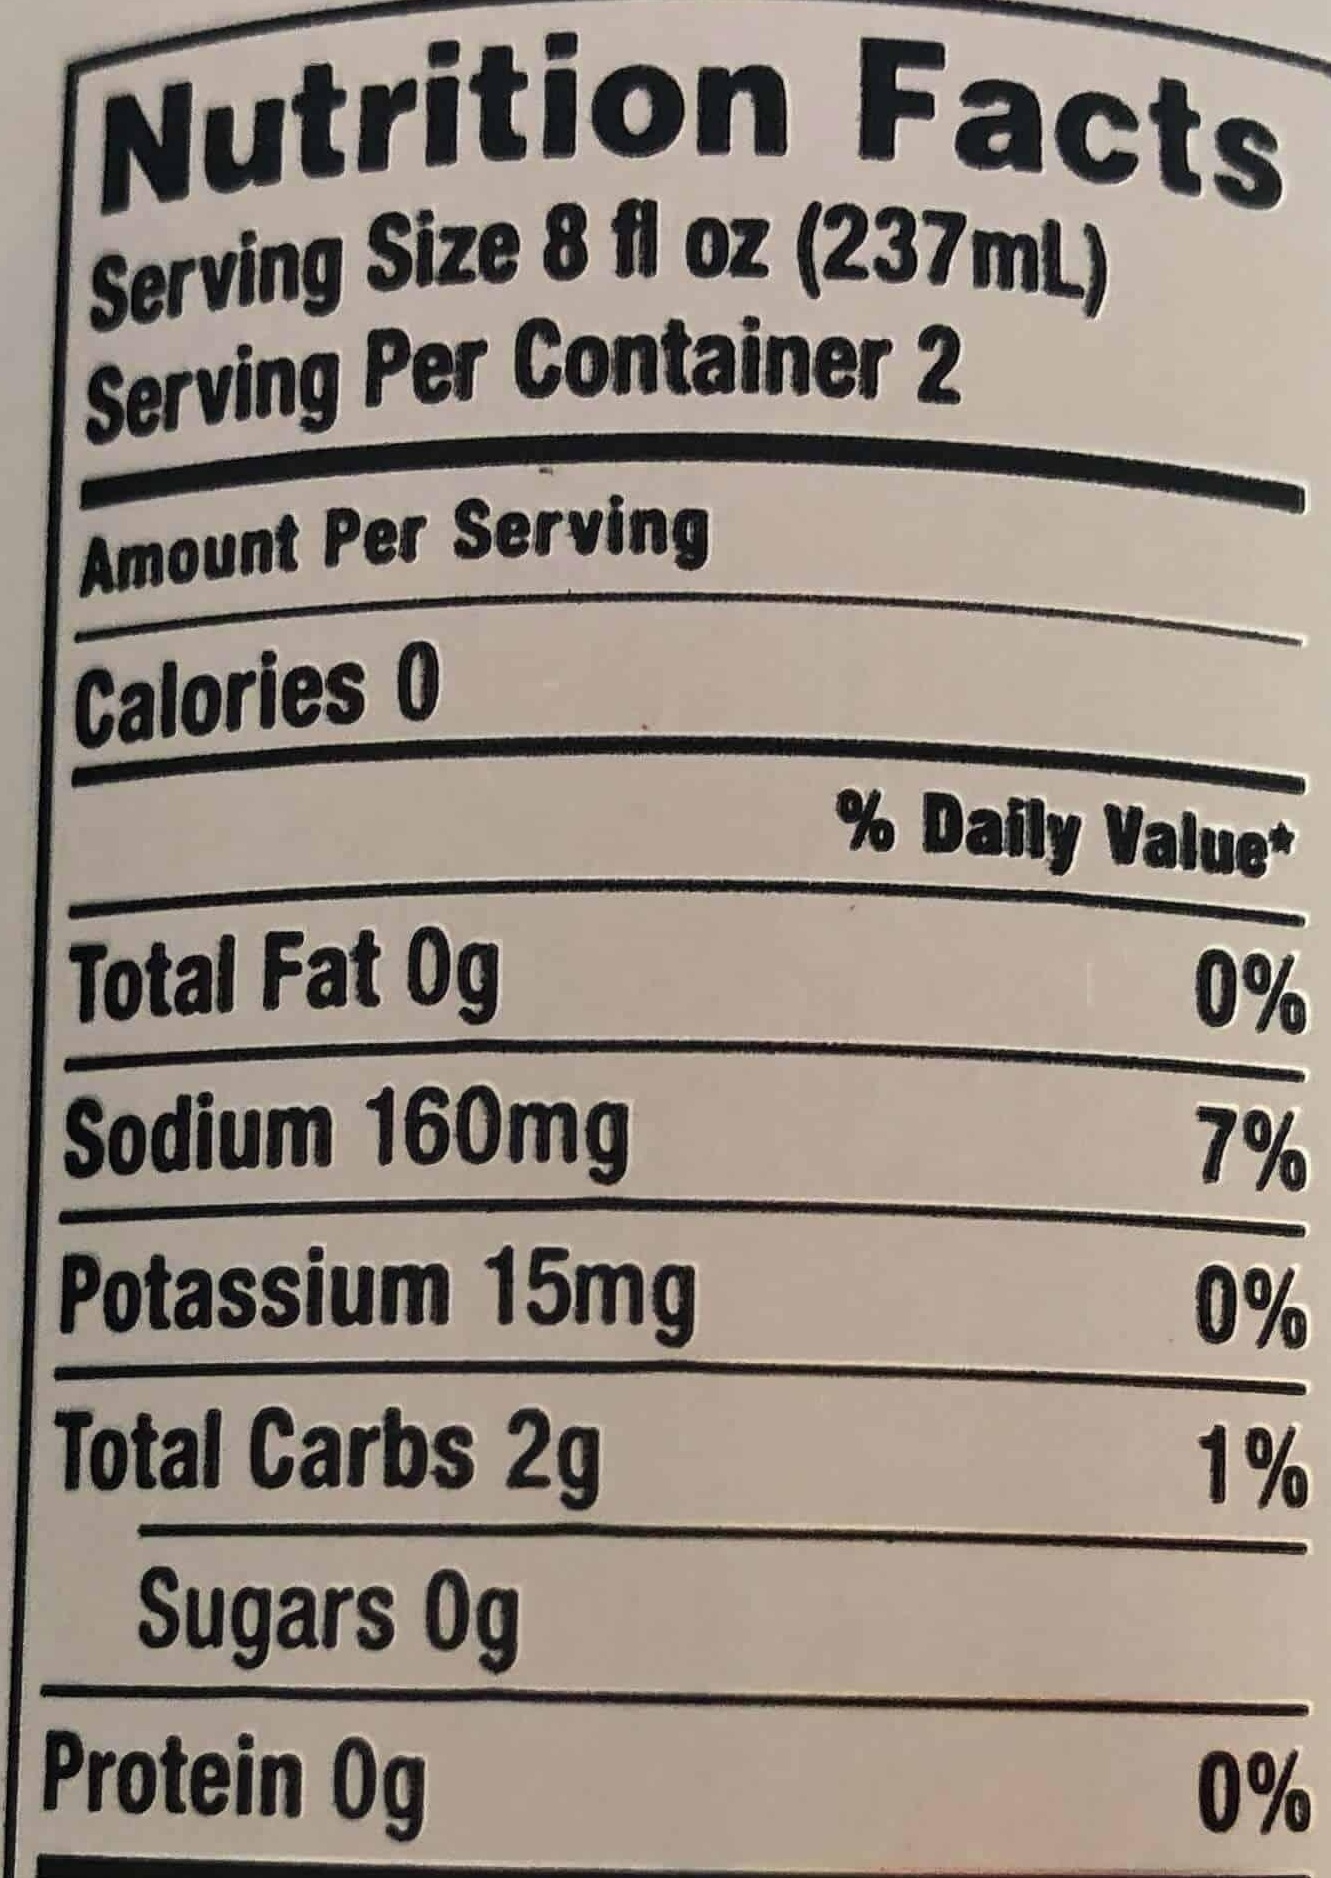 Nutrition Facts
Serving Size 8 fl oz (237mL)
Serving Per Container 2
Amount Per Serving
Calories 0
% Daily Value*
Total Fat 0g 0%
Sodium 160mg 7%
Potassium 15mg 0%
Total Carbs 2g 1%
Sugars 0g
Protein 0g 0%